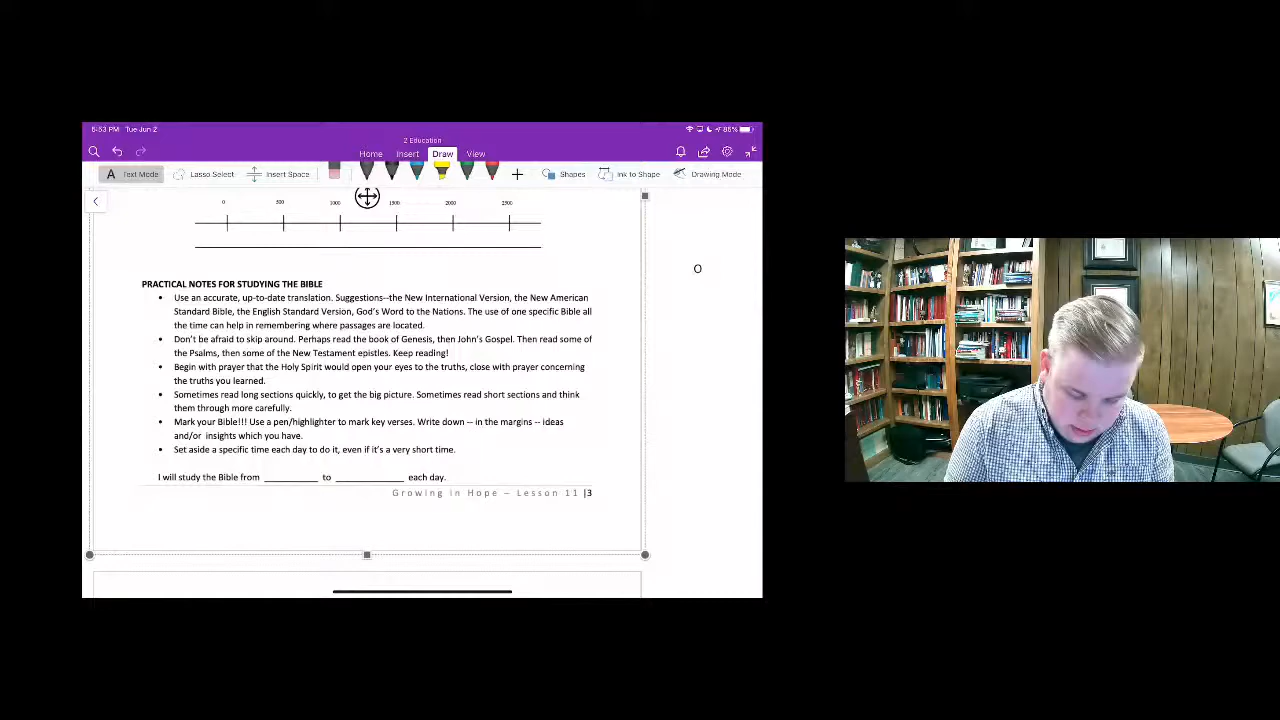 5:53 PM Tue Jun 2
85%
2 Education
Home Insert Draw View
Text Mode Lasso Select Insert Space Shapes Ink to Shape Drawing Mode
0 500 1000 1500 2000 2500
O
PRACTICAL NOTES FOR STUDYING THE BIBLE
• Use an accurate, up-to-date translation. Suggestions--the New International Version, the New American
Standard Bible, the English Standard Version, God's Word to the Nations. The use of one specific Bible all
the time can help in remembering where passages are located.
• Don't be afraid to skip around. Perhaps read the book of Genesis, then John's Gospel. Then read some of
the Psalms, then some of the New Testament epistles. Keep reading!
• Begin with prayer that the Holy Spirit would open your eyes to the truths, close with prayer concerning
the truths you learned.
• Sometimes read long sections quickly, to get the big picture. Sometimes read short sections and think
them through more carefully.
• Mark your Bible!!! Use a pen/highlighter to mark key verses. Write down -- in the margins -- ideas
and/or insights which you have.
• Set aside a specific time each day to do it, even if it's a very short time.
I will study the Bible from __________ to ____________ each day.
Growing in Hope – Lesson 11 |3